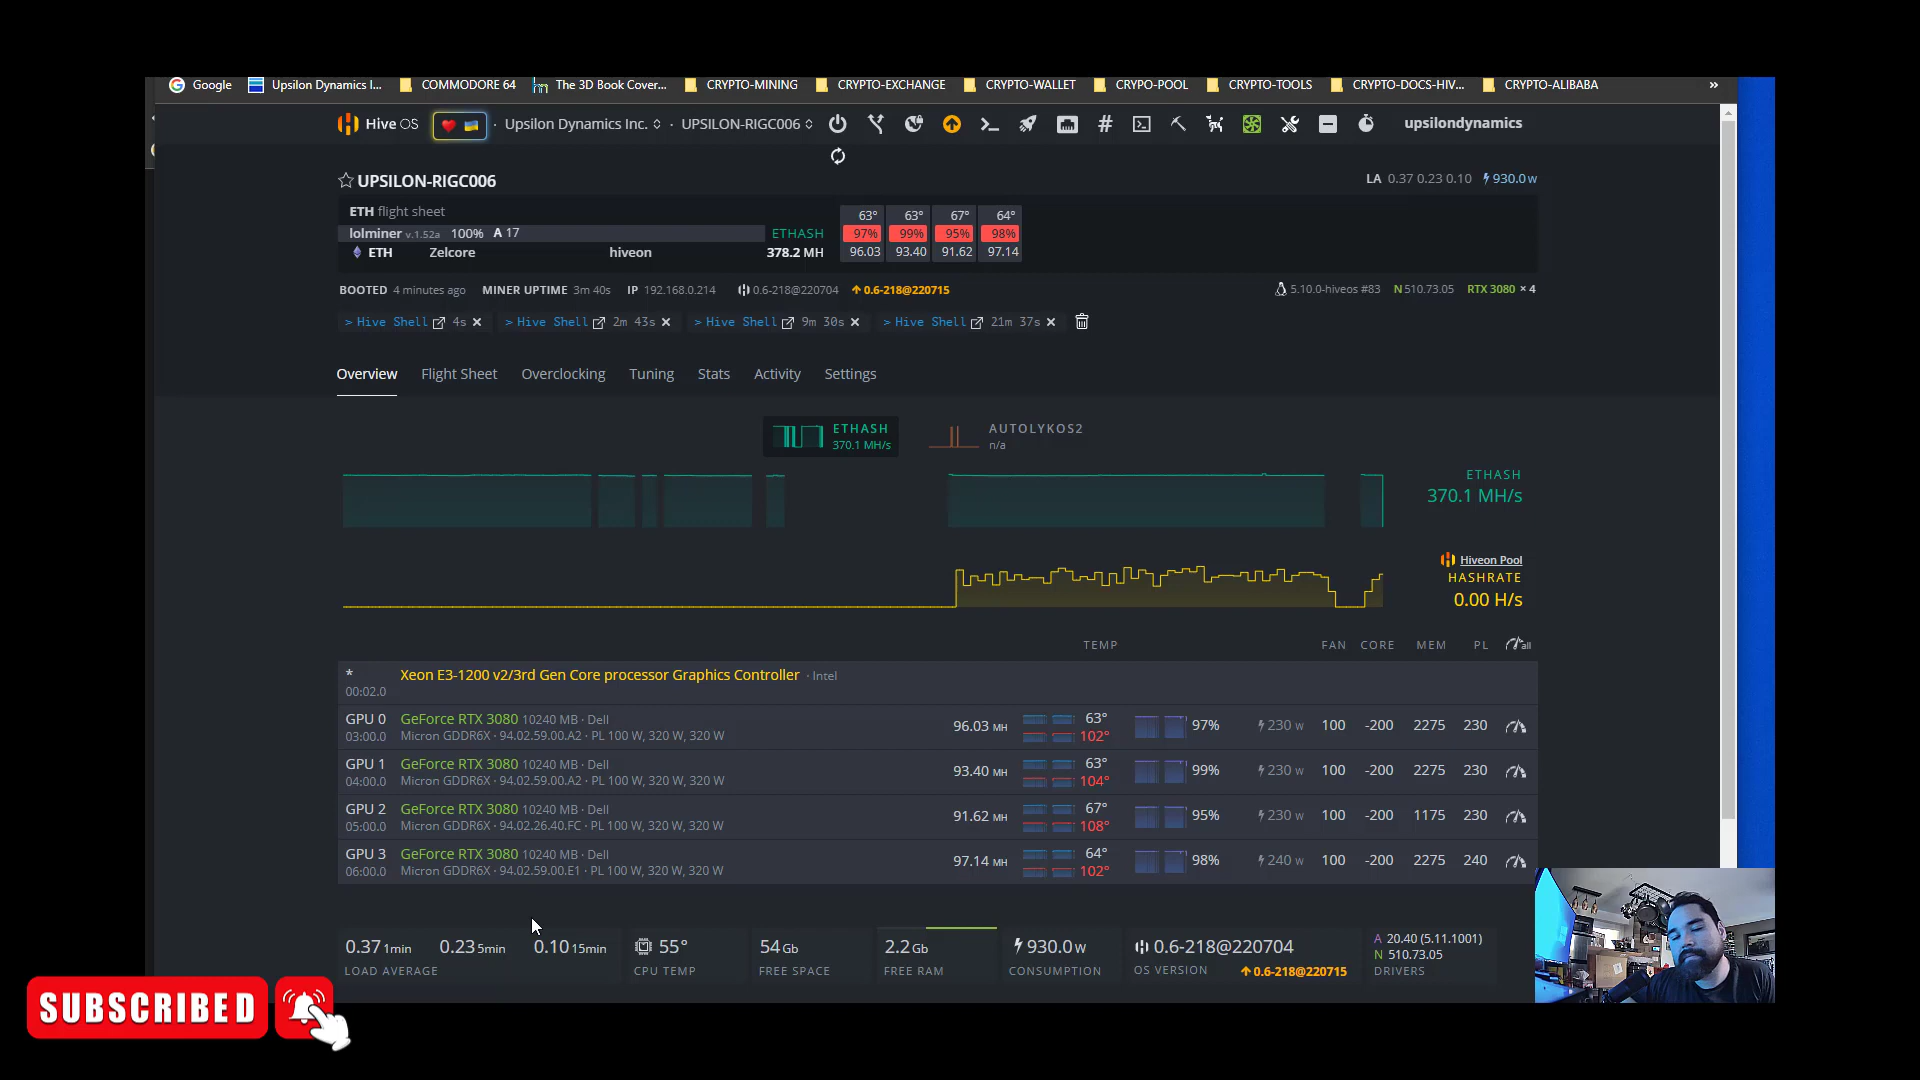 Google Upsilon Dynamics I... COMMODORE 64 The 3D Book Cover... CRYPTO-MINING CRYPTO-EXCHANGE CRYPTO-WALLET CRYPO-POOL CRYPTO-TOOLS CRYPTO-DOCS-HIV... CRYPTO-ALIBABA »
Hive OS · Upsilon Dynamics Inc. · UPSILON-RIGC006 upsilondynamics
UPSILON-RIGC006 LA 0.37 0.23 0.10 930.0 W
ETH flight sheet 63° 63° 67° 64°
lolminer v.1.52a 100% A 17 ETHASH 97% 99% 95% 98%
ETH Zelcore hiveon 378.2 MH 96.03 93.40 91.62 97.14
BOOTED 4 minutes ago MINER UPTIME 3m 40s IP 192.168.0.214 0.6-218@220704 0.6-218@220715 5.10.0-hiveos #83 N 510.73.05 RTX 3080 × 4
> Hive Shell 4s × > Hive Shell 2m 43s × > Hive Shell 9m 30s × > Hive Shell 21m 37s ×
Overview Flight Sheet Overclocking Tuning Stats Activity Settings
ETHASH AUTOLYKOS2
370.1 MH/s n/a
ETHASH
370.1 MH/s
Hiveon Pool
HASHRATE
0.00 H/s
TEMP FAN CORE MEM PL all
* Xeon E3-1200 v2/3rd Gen Core processor Graphics Controller · Intel
00:02.0
GPU 0 GeForce RTX 3080 10240 MB · Dell 96.03 MH 63° 97% 230 W 100 -200 2275 230
03:00.0 Micron GDDR6X · 94.02.59.00.A2 · PL 100 W, 320 W, 320 W 102°
GPU 1 GeForce RTX 3080 10240 MB · Dell 93.40 MH 63° 99% 230 W 100 -200 2275 230
04:00.0 Micron GDDR6X · 94.02.59.00.A2 · PL 100 W, 320 W, 320 W 104°
GPU 2 GeForce RTX 3080 10240 MB · Dell 91.62 MH 67° 95% 230 W 100 -200 1175 230
05:00.0 Micron GDDR6X · 94.02.26.40.FC · PL 100 W, 320 W, 320 W 108°
GPU 3 GeForce RTX 3080 10240 MB · Dell 97.14 MH 64° 98% 240 W 100 -200 2275 240
06:00.0 Micron GDDR6X · 94.02.59.00.E1 · PL 100 W, 320 W, 320 W 102°
0.37 1min 0.23 5min 0.10 15min 55° 54 Gb 2.2 Gb 930.0 W 0.6-218@220704 A 20.40 (5.11.1001)
N 510.73.05
LOAD AVERAGE CPU TEMP FREE SPACE FREE RAM CONSUMPTION OS VERSION 0.6-218@220715 DRIVERS
SUBSCRIBED